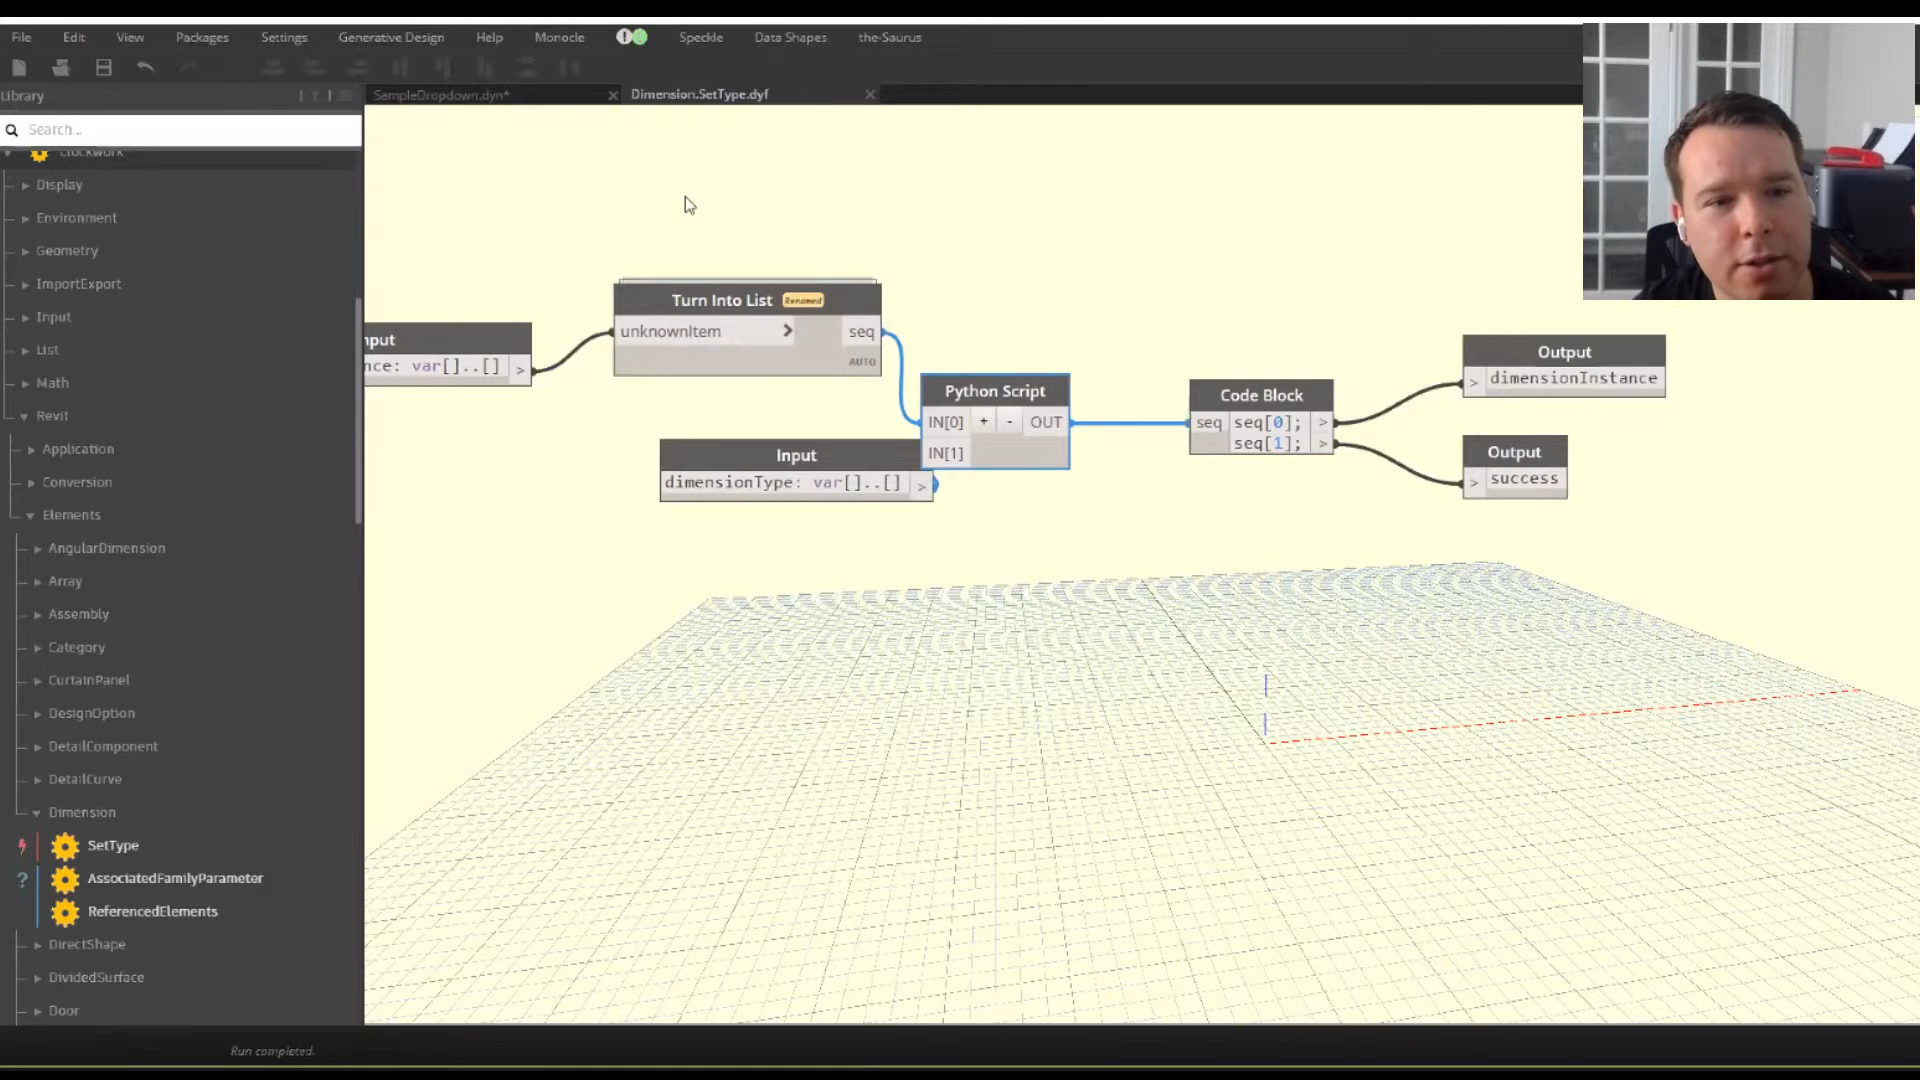 File Edit View Packages Settings Generative Design Help Monocle Speckle Data Shapes the-Saurus
Library
SampleDropdown.dyn*
Dimension.SetType.dyf
Search...
clockwork
Display
Environment
Geometry
ImportExport
Input
List
Math
Revit
Application
Conversion
Elements
AngularDimension
Array
Assembly
Category
CurtainPanel
DesignOption
DetailComponent
DetailCurve
Dimension
SetType
AssociatedFamilyParameter
ReferencedElements
DirectShape
DividedSurface
Door
nput
nce: var[]..[] >
Turn Into List Renamed
unknownItem > seq
AUTO
Input
dimensionType: var[]..[] >
Python Script
IN[0] + - OUT
IN[1]
Code Block
seq seq[0]; >
seq[1]; >
Output
> dimensionInstance
Output
> success
Run completed.